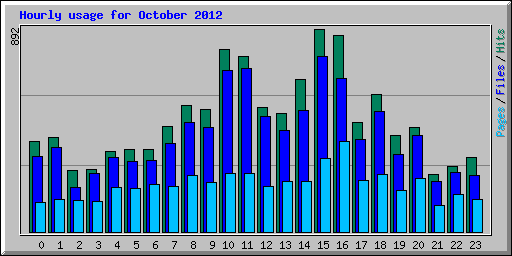 Hourly usage for October 2012
892
Pages / Files / Hits
0 1 2 3 4 5 6 7 8 9 10 11 12 13 14 15 16 17 18 19 20 21 22 23